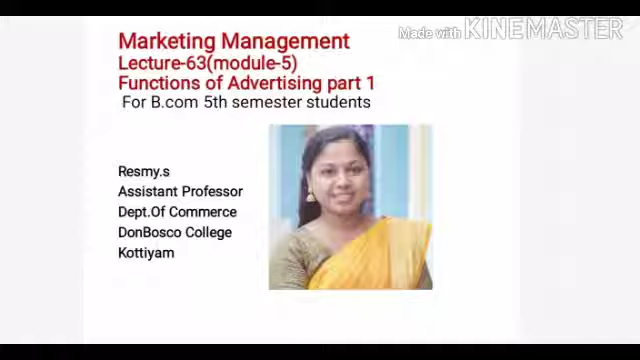 Marketing Management
Made with KINEMASTER
Lecture-63(module-5)
Functions of Advertising part 1
For B.com 5th semester students
Resmy.s
Assistant Professor
Dept.Of Commerce
DonBosco College
Kottiyam